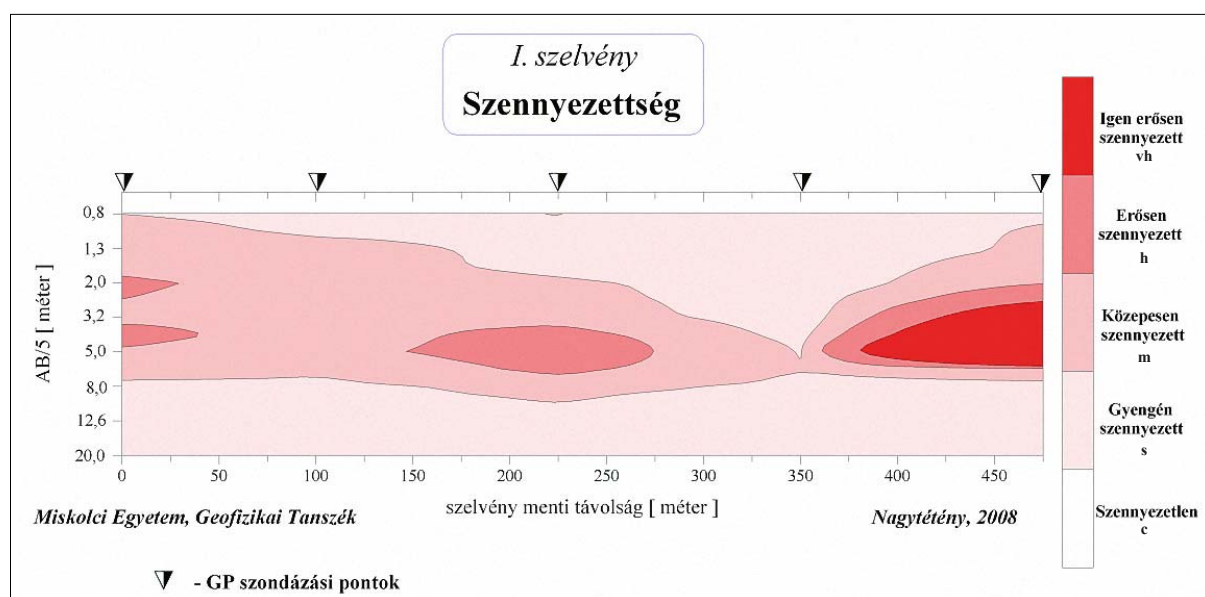 I. szelvény
Szennyezettség
Igen erősen
szennyezett
vh
Erősen
szennyezett
h
Közepesen
szennyezett
m
Gyengén
szennyezett
s
Szennyezetlen
c
AB/5 [ méter ]
0,8
1,3
2,0
3,2
5,0
8,0
12,6
20,0
0 50 100 150 200 250 300 350 400 450
szelvény menti távolság [ méter ]
Miskolci Egyetem, Geofizikai Tanszék
Nagytétény, 2008
- GP szondázási pontok